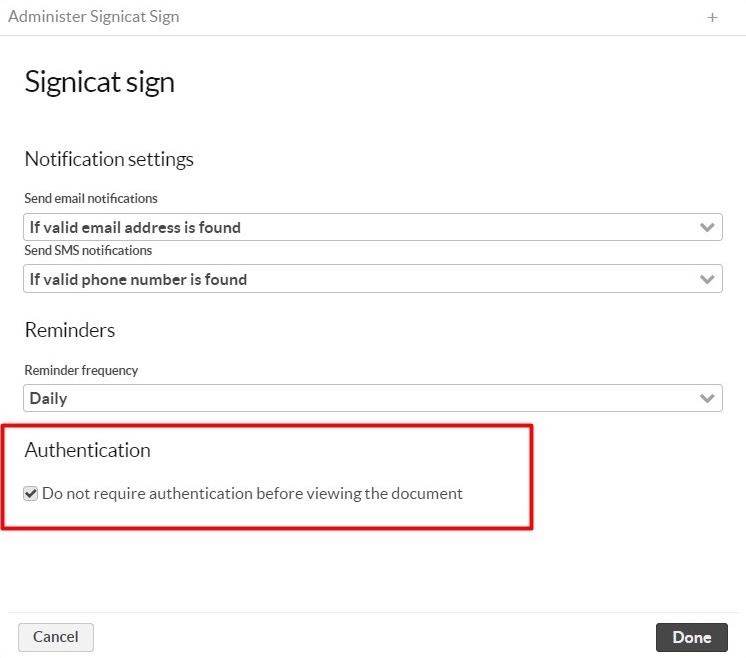 Administer Signicat Sign +
Signicat sign
Notification settings
Send email notifications
If valid email address is found
Send SMS notifications
If valid phone number is found
Reminders
Reminder frequency
Daily
Authentication
Do not require authentication before viewing the document
Cancel Done